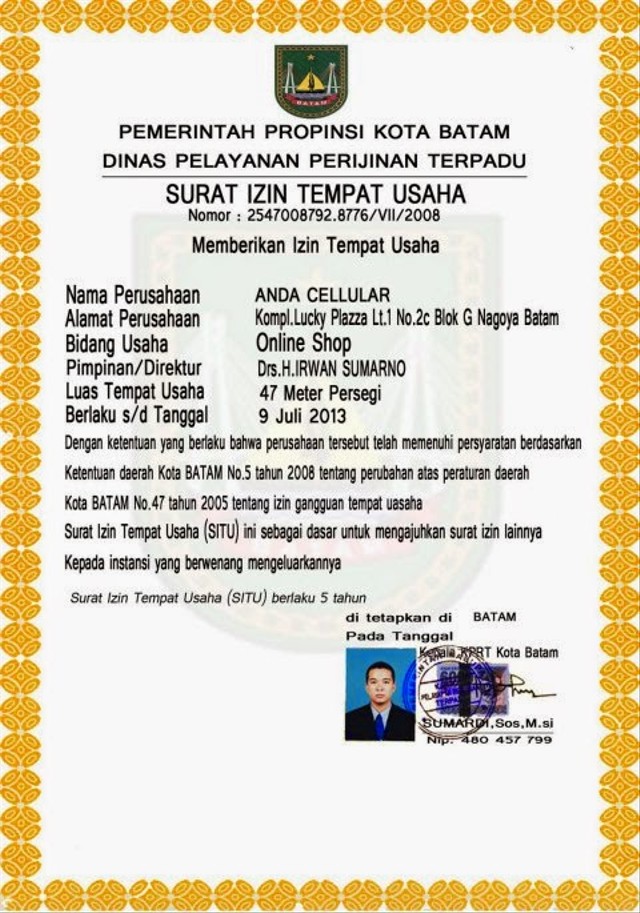 BATAM
PEMERINTAH PROPINSI KOTA BATAM
DINAS PELAYANAN PERIJINAN TERPADU
SURAT IZIN TEMPAT USAHA
Nomor : 2547008792.8776/VII/2008
Memberikan Izin Tempat Usaha
Nama Perusahaan ANDA CELLULAR
Alamat Perusahaan Kompl.Lucky Plazza Lt.1 No.2c Blok G Nagoya Batam
Bidang Usaha Online Shop
Pimpinan/Direktur Drs.H.IRWAN SUMARNO
Luas Tempat Usaha 47 Meter Persegi
Berlaku s/d Tanggal 9 Juli 2013
Dengan ketentuan yang berlaku bahwa perusahaan tersebut telah memenuhi persyaratan berdasarkan
Ketentuan daerah Kota BATAM No.5 tahun 2008 tentang perubahan atas peraturan daerah
Kota BATAM No.47 tahun 2005 tentang izin gangguan tempat uasaha
Surat Izin Tempat Usaha (SITU) ini sebagai dasar untuk mengajuhkan surat izin lainnya
Kepada instansi yang berwenang mengeluarkannya
Surat Izin Tempat Usaha (SITU) berlaku 5 tahun
di tetapkan di BATAM
Pada Tanggal
Kepala KPRT Kota Batam
SUMARDI,Sos,M.si
Nip. 480 457 799